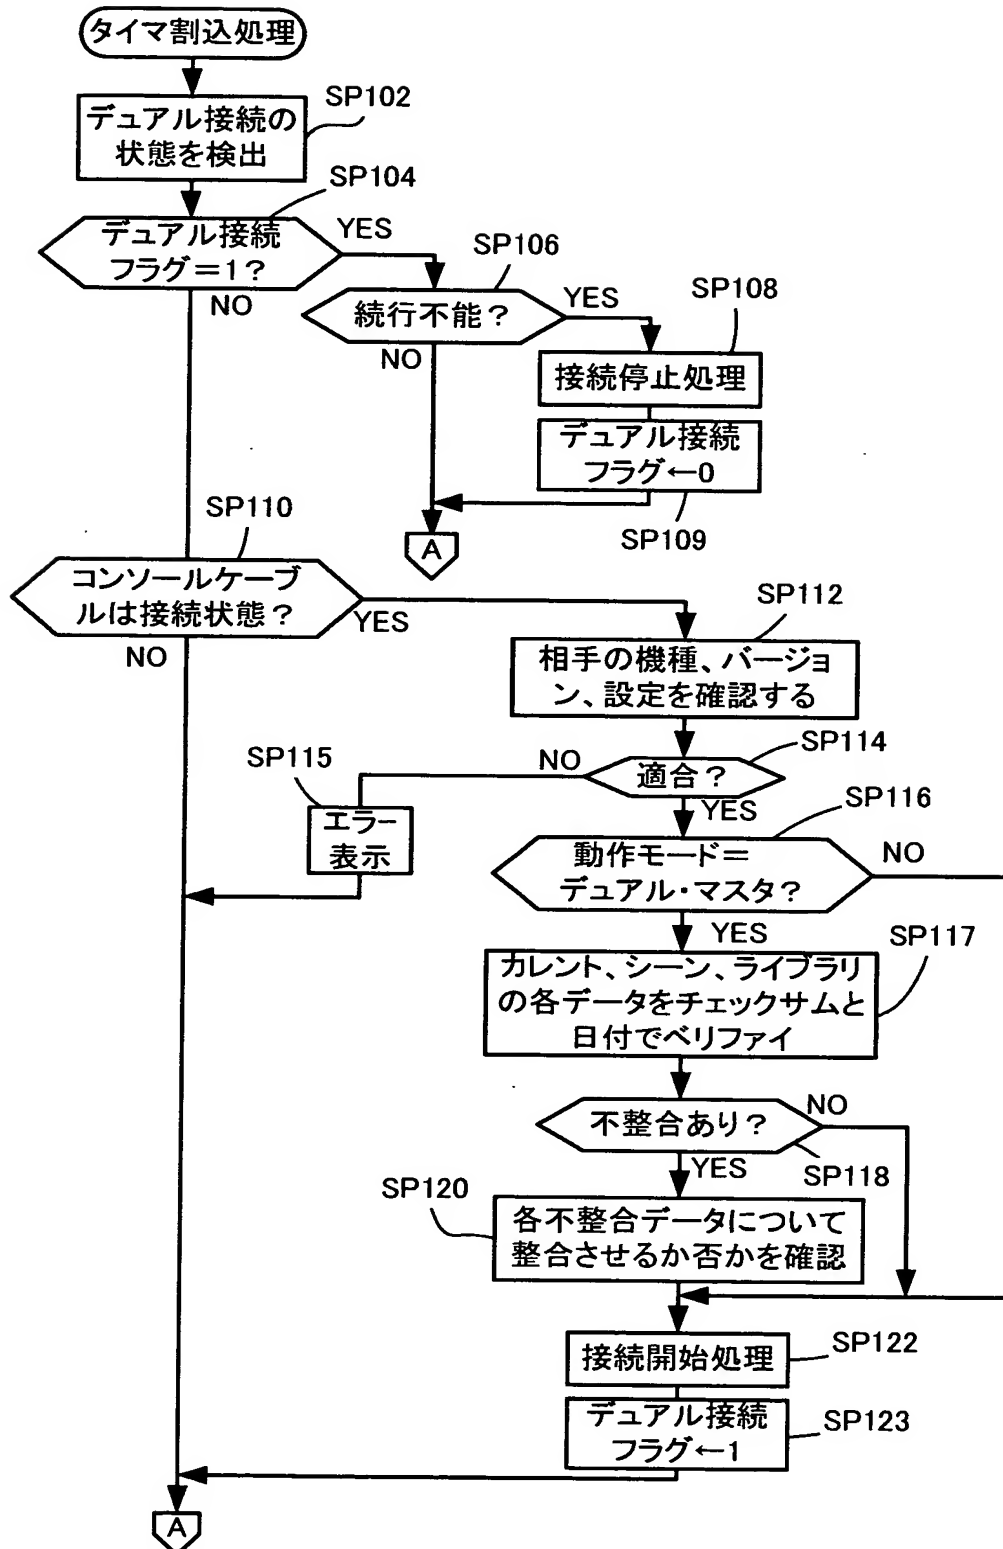 タイマ割込処理
SP102
デュアル接続の
状態を検出
SP104
デュアル接続
フラグ＝1？
YES
NO
SP106
続行不能？
YES
NO
SP108
接続停止処理
デュアル接続
フラグ←0
SP109
A
SP110
コンソールケーブ
ルは接続状態？
YES
NO
SP112
相手の機種、バージョ
ン、設定を確認する
SP114
適合？
NO
YES
SP115
エラー
表示
SP116
動作モード＝
デュアル・マスタ？
NO
YES
SP117
カレント、シーン、ライブラリ
の各データをチェックサムと
日付でベリファイ
不整合あり？
NO
YES
SP118
SP120
各不整合データについて
整合させるか否かを確認
接続開始処理
SP122
デュアル接続
フラグ←1
SP123
A